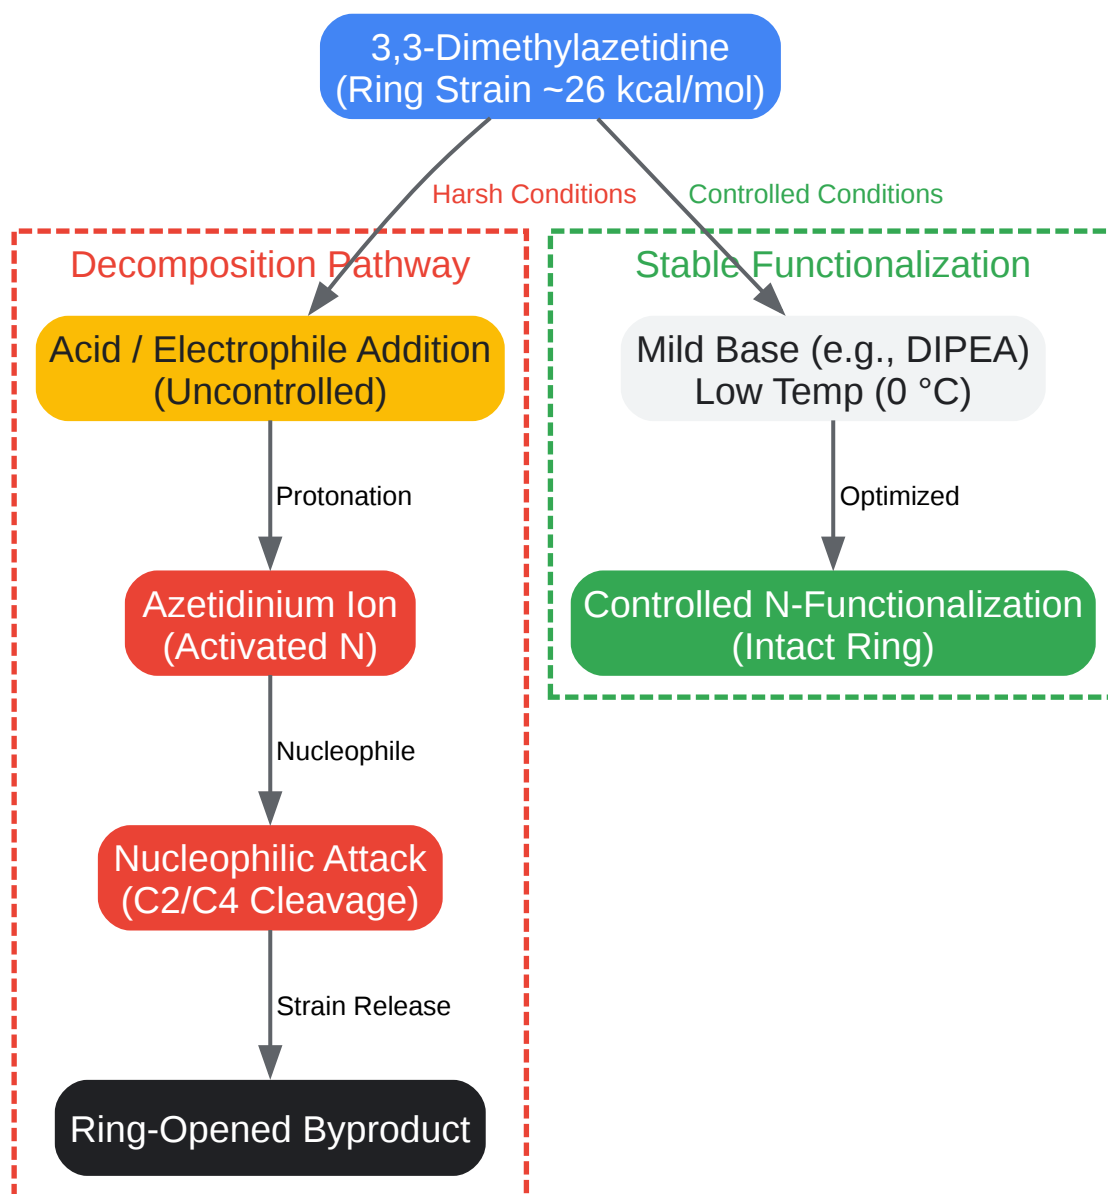 3,3-Dimethylazetidine
(Ring Strain ~26 kcal/mol)
Harsh Conditions
Controlled Conditions
Decomposition Pathway
Stable Functionalization
Acid / Electrophile Addition
(Uncontrolled)
Mild Base (e.g., DIPEA)
Low Temp (0 °C)
Protonation
Optimized
Azetidinium Ion
(Activated N)
Controlled N-Functionalization
(Intact Ring)
Nucleophile
Nucleophilic Attack
(C2/C4 Cleavage)
Strain Release
Ring-Opened Byproduct